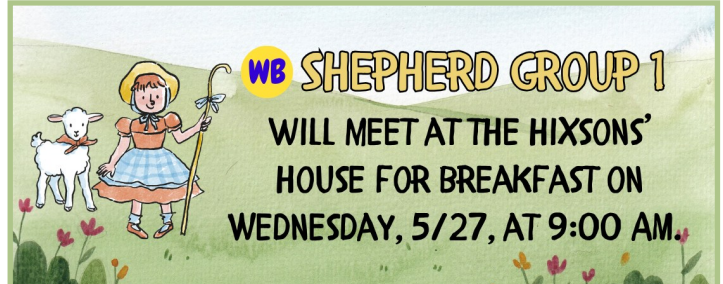 WB SHEPHERD GROUP 1
WILL MEET AT THE HIXSONS'
HOUSE FOR BREAKFAST ON
WEDNESDAY, 5/27, AT 9:00 AM.